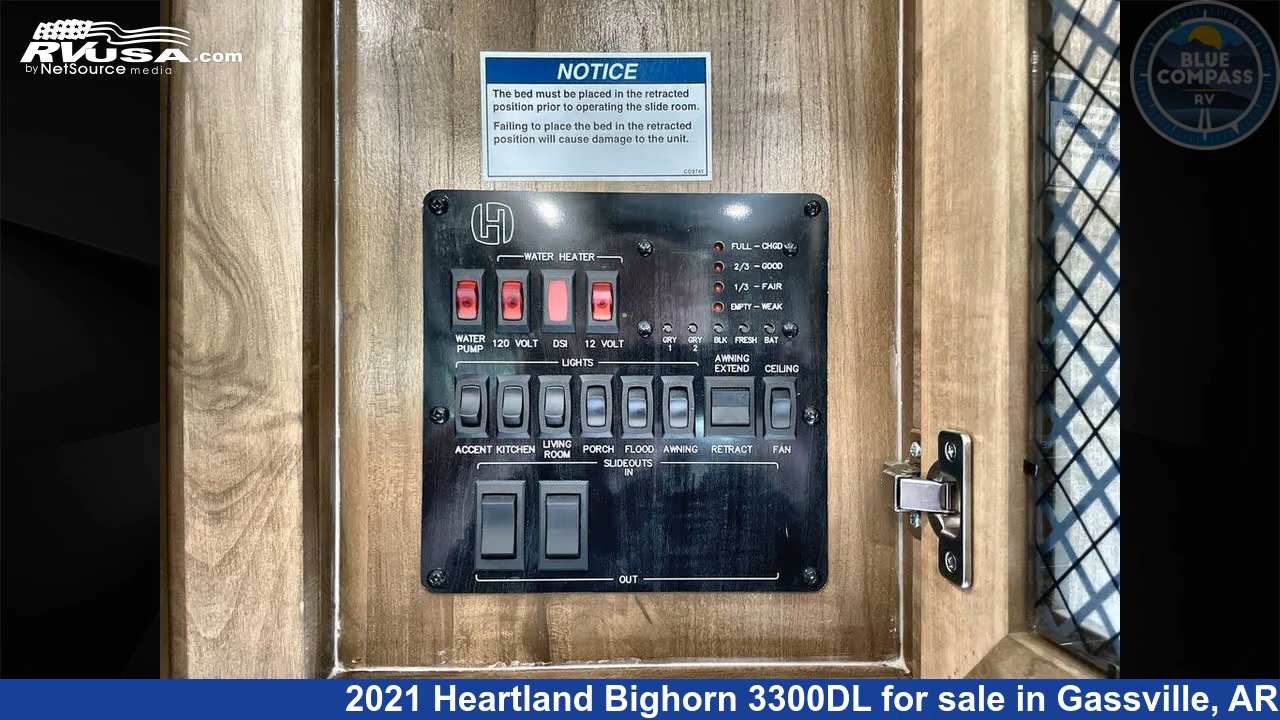 RVUSA.com
by NetSource media
BLUE
COMPASS
RV
NOTICE
The bed must be placed in the retracted
position prior to operating the slide room.
Failing to place the bed in the retracted
position will cause damage to the unit.
H
WATER HEATER
FULL – CHGD
2/3 – GOOD
1/3 – FAIR
EMPTY – WEAK
WATER
PUMP
120 VOLT
DSI
12 VOLT
GRY
1
GRY
2
BLK
FRESH
BAT
LIGHTS
AWNING
EXTEND
CEILING
ACCENT
KITCHEN
LIVING
ROOM
PORCH
FLOOD
AWNING
RETRACT
FAN
SLIDEOUTS
IN
OUT
2021 Heartland Bighorn 3300DL for sale in Gassville, AR